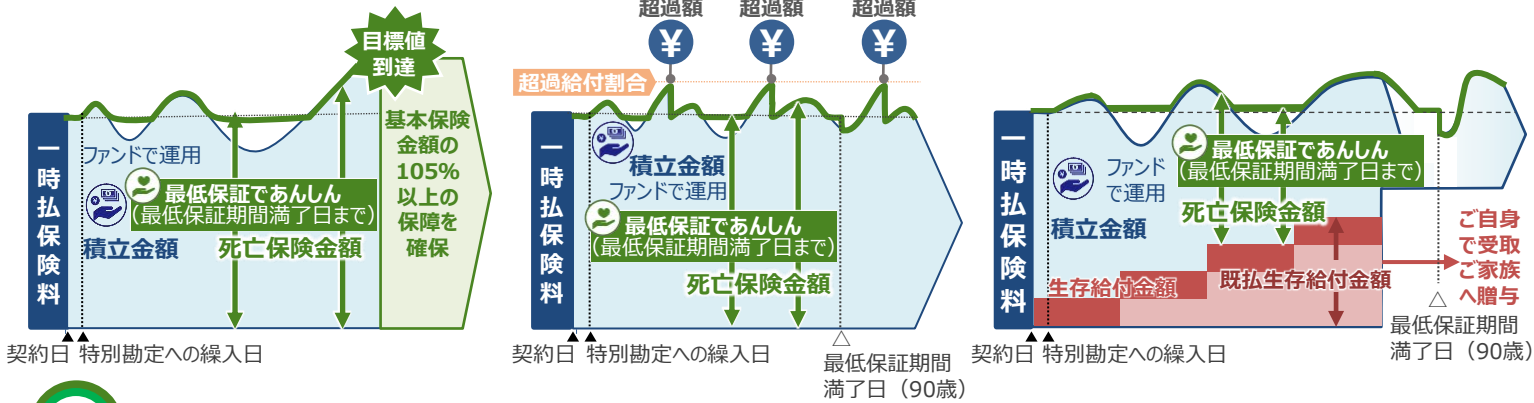 目標値
到達
一時払保険料
ファンドで運用
最低保証であんしん
(最低保証期間満了日まで)
積立金額
死亡保険金額
基本保険
金額の
105%
以上の
保障を
確保
契約日
特別勘定への繰入日
超過額
超過額
超過額
¥
¥
¥
超過給付割合
一時払保険料
積立金額
ファンドで運用
最低保証であんしん
(最低保証期間満了日まで)
死亡保険金額
契約日
特別勘定への繰入日
最低保証期間
満了日（90歳）
一時払保険料
ファンド
で運用
最低保証であんしん
(最低保証期間満了日まで)
死亡保険金額
積立金額
生存給付金額
既払生存給付金額
ご自身
で受取
ご家族
へ贈与
契約日
特別勘定への繰入日
最低保証期間
満了日（90歳）